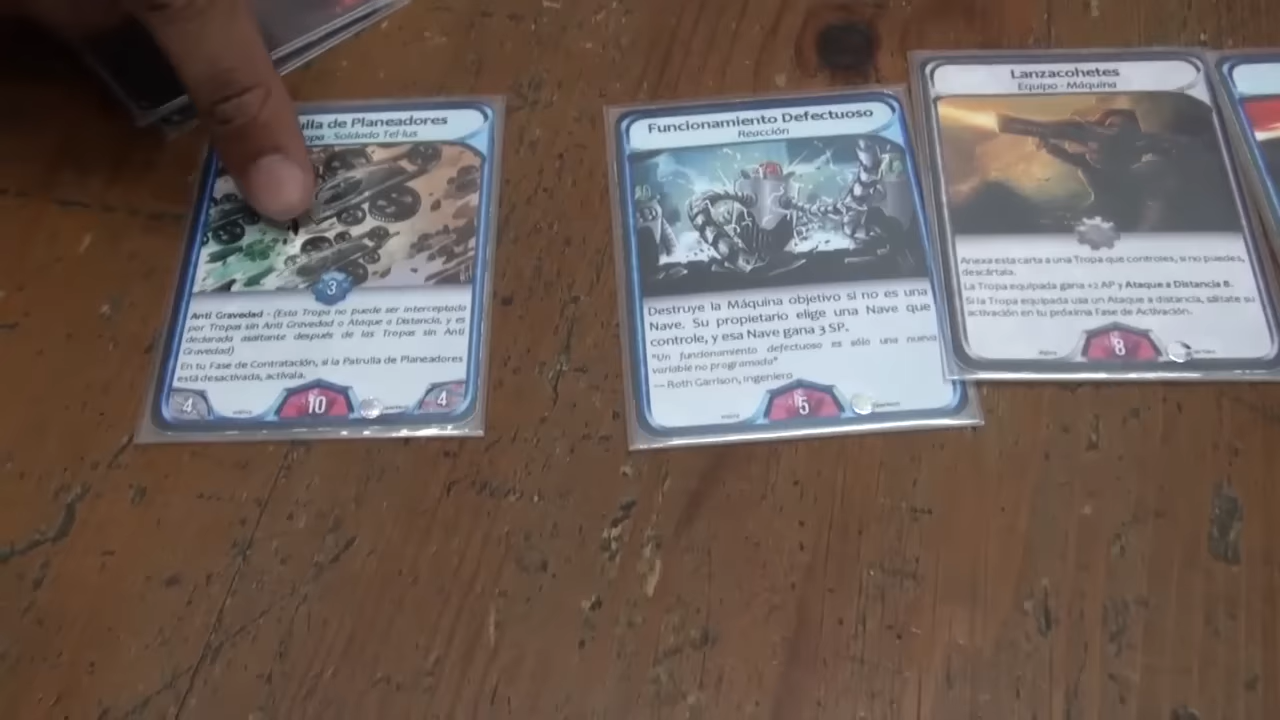 lla de Planeadores
opa - Soldado Tel-lus
3
Anti Gravedad - (Esta Tropa no puede ser interceptada
por Tropas sin Anti Gravedad o Ataque a Distancia, y es
declarada asaltante después de las Tropas sin Anti
Gravedad)
En tu Fase de Contratación, si la Patrulla de Planeadores
está desactivada, actívala.
4
10
4
Funcionamiento Defectuoso
Reacción
Destruye la Máquina objetivo si no es una
Nave. Su propietario elige una Nave que
controle, y esa Nave gana 3 SP.
"Un funcionamiento defectuoso es sólo una nueva
variable no programada"
— Roth Garrison, Ingeniero
5
Lanzacohetes
Equipo - Máquina
Anexa esta carta a una Tropa que controles, si no puedes,
descártala.
La Tropa equipada gana +2 AP y Ataque a Distancia 8.
Si la Tropa equipada usa un Ataque a distancia, sáltate su
activación en tu próxima Fase de Activación.
8